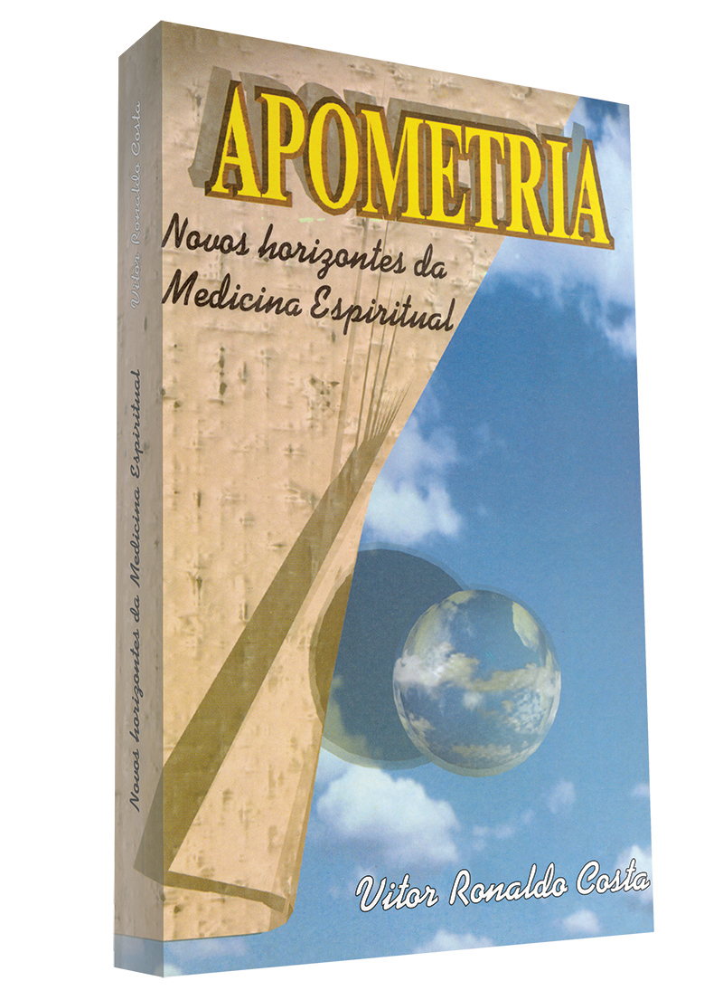 APOMETRIA
Novos horizontes da
Medicina Espiritual
Vitor Ronaldo Costa
Novos horizontes da Medicina Espiritual
Vitor Ronaldo Costa